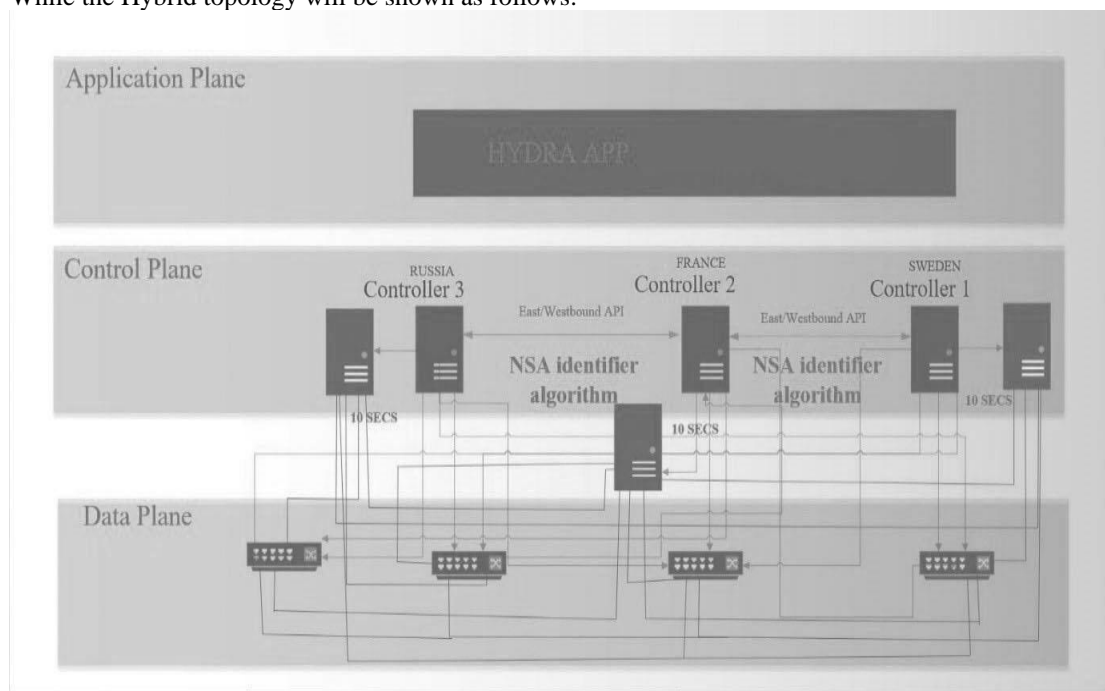 While the Hybrid topology will be shown as follows:
Application Plane
HYDRA APP
Control Plane
RUSSIA
Controller 3
FRANCE
Controller 2
SWEDEN
Controller 1
East/Westbound API
East/Westbound API
NSA identifier
algorithm
NSA identifier
algorithm
10 SECS
10 SECS
10 SECS
Data Plane